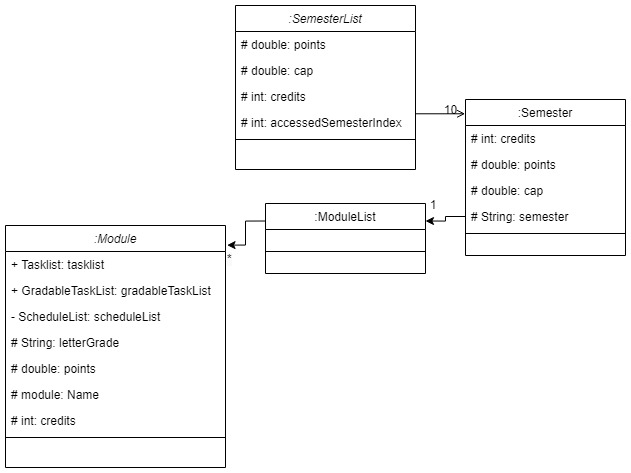 :SemesterList
# double: points
# double: cap
# int: credits
# int: accessedSemesterIndex
10
:Semester
# int: credits
# double: points
# double: cap
# String: semester
1
:ModuleList
*
:Module
+ Tasklist: tasklist
+ GradableTaskList: gradableTaskList
- ScheduleList: scheduleList
# String: letterGrade
# double: points
# module: Name
# int: credits